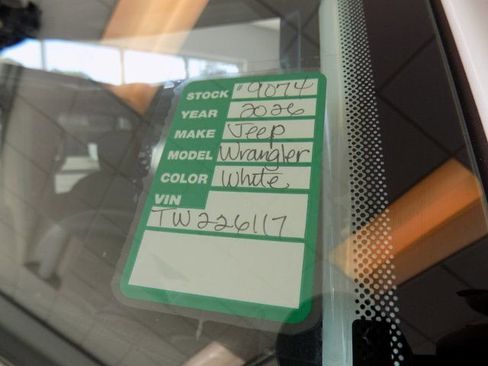 STOCK #9074
YEAR 2026
MAKE Jeep
MODEL Wrangler
COLOR White
VIN
TW226117